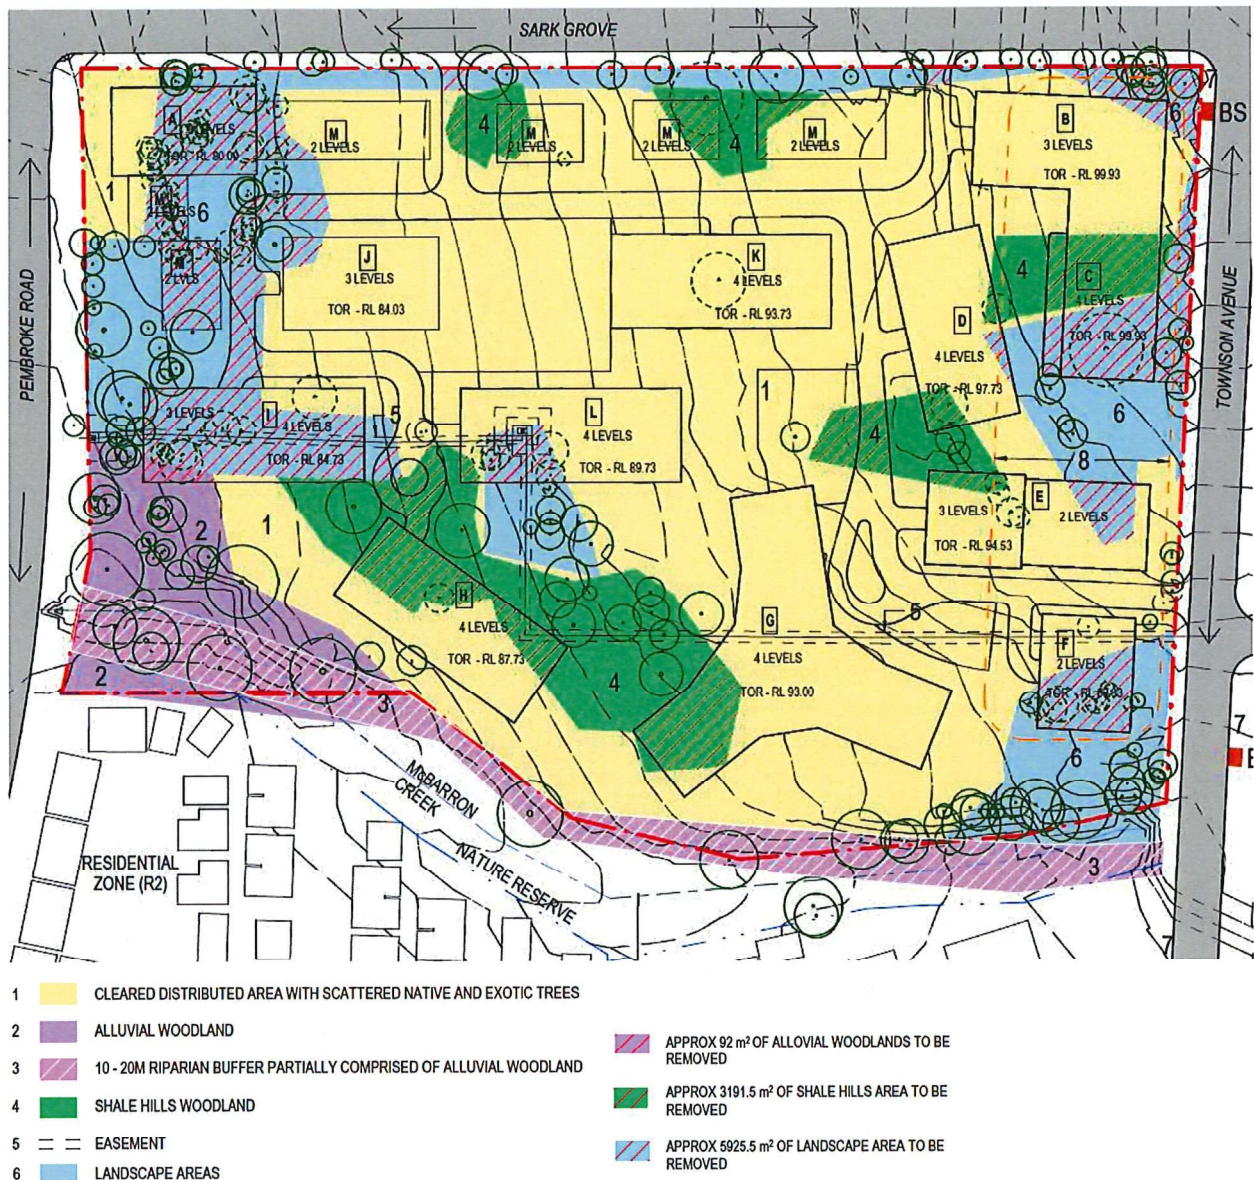 SARK GROVE
PEMBROKE ROAD
TOWNSON AVENUE
A
LEVELS
TOR - RL 80.00
M
2 LEVELS
M
2 LEVELS
M
2 LEVELS
M
2 LEVELS
B
3 LEVELS
TOR - RL 99.93
6
BS
4
4
1
6
M
2 LVLS
J
3 LEVELS
TOR - RL 84.03
K
4 LEVELS
TOR - RL 93.73
D
4 LEVELS
TOR - RL 97.73
4
C
4 LEVELS
TOR - RL 99.93
3 LEVELS
I
4 LEVELS
TOR - RL 84.73
5
L
4 LEVELS
TOR - RL 89.73
1
4
6
8
3 LEVELS
TOR - RL 94.53
E
2 LEVELS
2
1
H
4 LEVELS
TOR - RL 87.73
4
G
4 LEVELS
TOR - RL 93.00
5
F
2 LEVELS
6
2
3
7
3
7
McBARRON
CREEK
NATURE RESERVE
RESIDENTIAL
ZONE (R2)
1 CLEARED DISTRIBUTED AREA WITH SCATTERED NATIVE AND EXOTIC TREES
2 ALLUVIAL WOODLAND
3 10 - 20M RIPARIAN BUFFER PARTIALLY COMPRISED OF ALLUVIAL WOODLAND
4 SHALE HILLS WOODLAND
5 EASEMENT
6 LANDSCAPE AREAS
APPROX 92 m² OF ALLOVIAL WOODLANDS TO BE
REMOVED
APPROX 3191.5 m² OF SHALE HILLS AREA TO BE
REMOVED
APPROX 5925.5 m² OF LANDSCAPE AREA TO BE
REMOVED